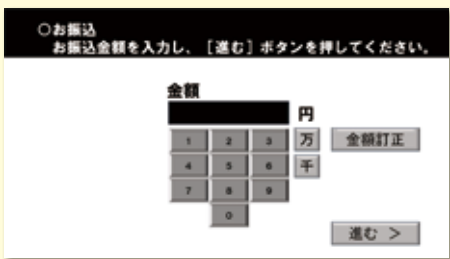 ○お振込
お振込金額を入力し、［進む］ボタンを押してください。
金額
円
1 2 3 万 金額訂正
4 5 6 千
7 8 9
0
進む ＞